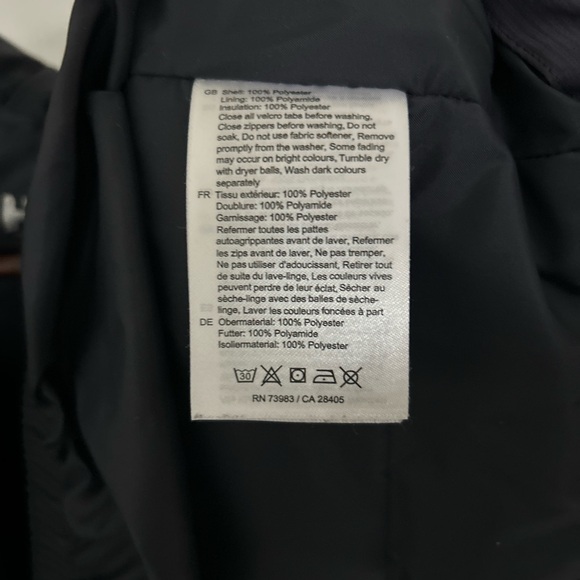 GB Shell: 100% Polyester
Lining: 100% Polyamide
Insulation: 100% Polyester
Close all velcro tabs before washing,
Close zippers before washing, Do not
soak, Do not use fabric softener, Remove
promptly from the washer, Some fading
may occur on bright colours, Tumble dry
with dryer balls, Wash dark colours
separately
FR Tissu extérieur: 100% Polyester
Doublure: 100% Polyamide
Garnissage: 100% Polyester
Refermer toutes les pattes
autoagrippantes avant de laver, Refermer
les zips avant de laver, Ne pas tremper,
Ne pas utiliser d'adoucissant, Retirer tout
de suite du lave-linge, Les couleurs vives
peuvent perdre de leur éclat, Sécher au
sèche-linge avec des balles de sèche-
linge, Laver les couleurs foncées à part
DE Obermaterial: 100% Polyester
Futter: 100% Polyamide
Isoliermaterial: 100% Polyester
30
RN 73983 / CA 28405